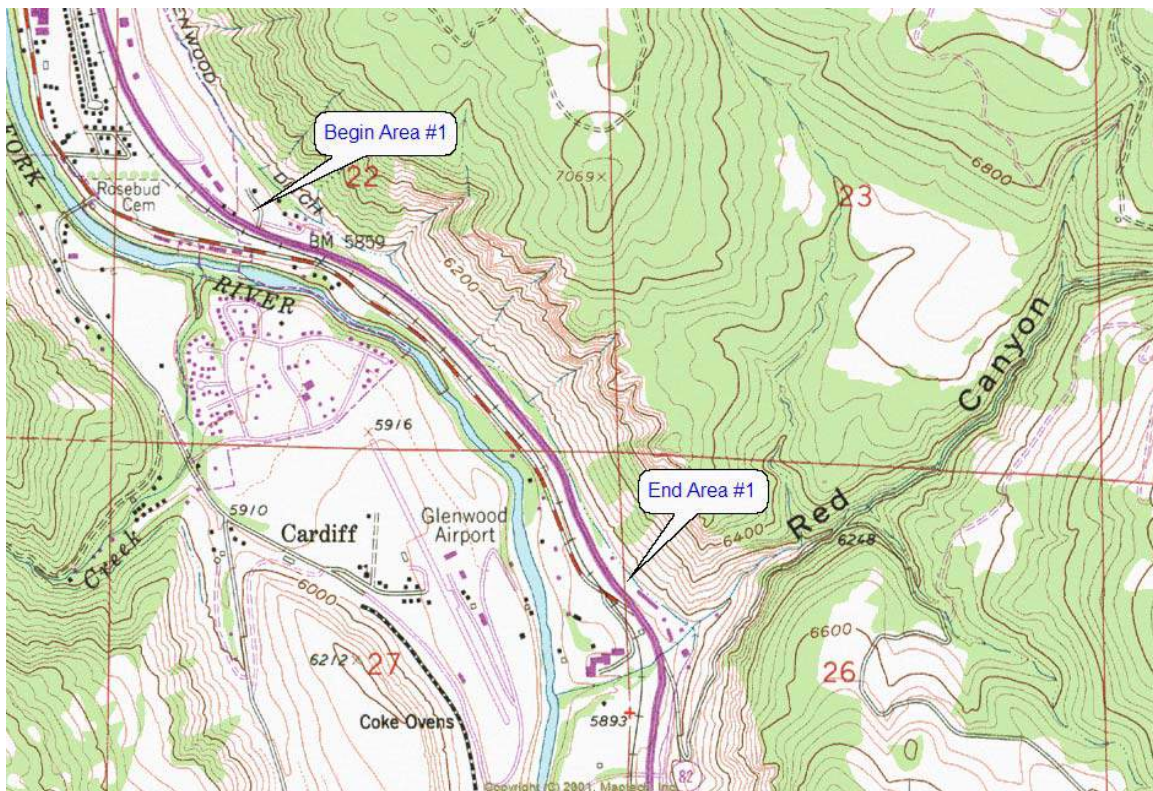 ENWOOD
DITCH
Begin Area #1
22
7069×
23
6800
FORK
Rosebud
Cem
BM 5859
RIVER
6200
Canyon
5916
End Area #1
5910
Cardiff
Glenwood
Airport
Red
6400
6248
Creek
6000
6212×
27
6600
26
Coke Ovens
5893
82
Copyright (C) 2001, Maptech, Inc.